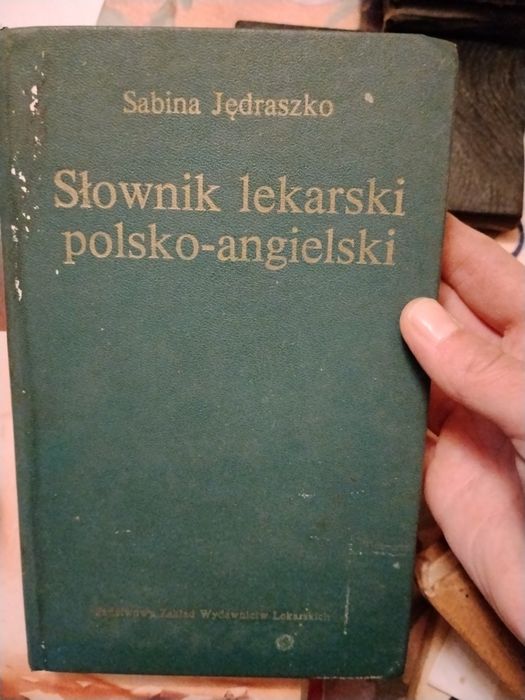 Sabina Jędraszko
Słownik lekarski
polsko-angielski
Państwowy Zakład Wydawnictw Lekarskich